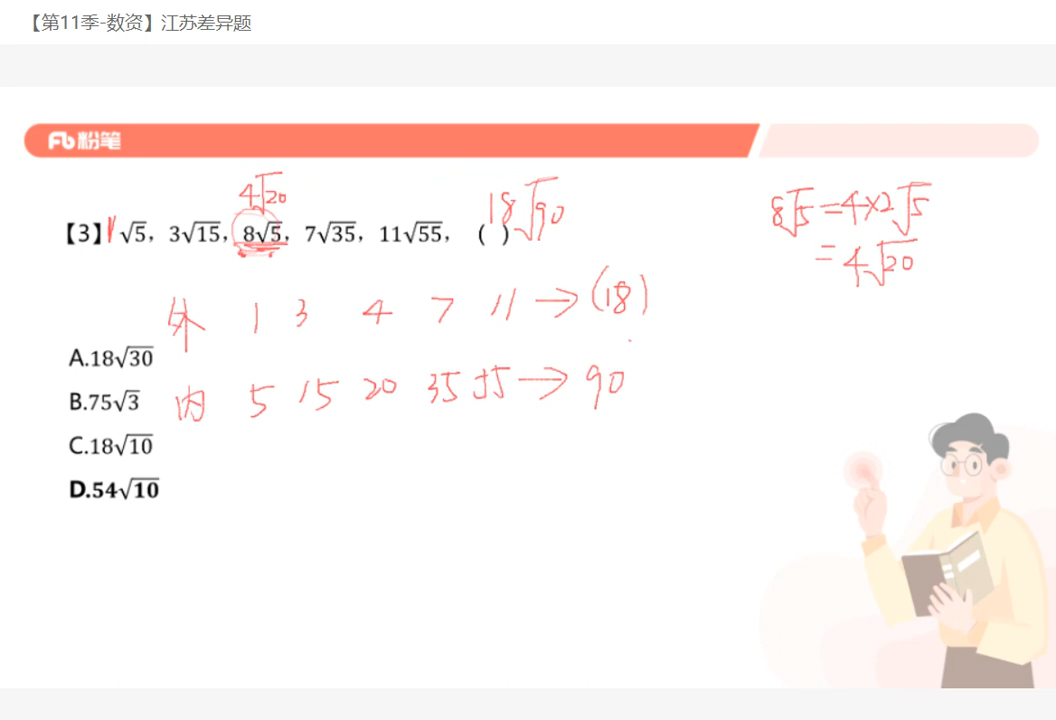 【第11季-数资】江苏差异题
粉笔
4√20
18√90
8√5=4×2√5
=4√20
【3】1 √5, 3√15, 8√5, 7√35, 11√55, ( )
外 1 3 4 7 11 → (18)
A.18√30
内 5 15 20 35 55 → 90
B.75√3
C.18√10
D.54√10